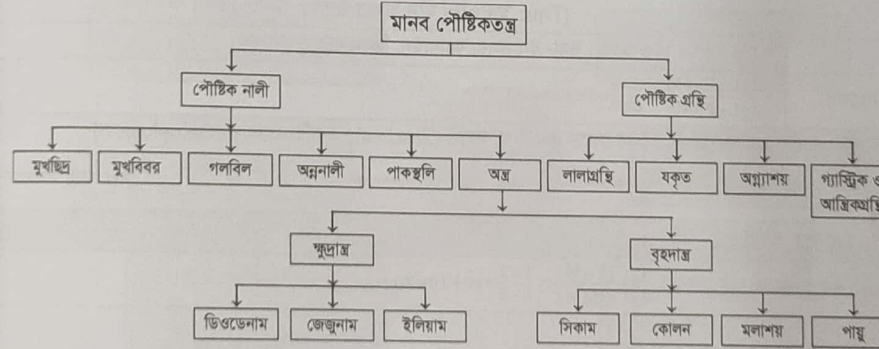 মানব পৌষ্টিকতন্ত্র
পৌষ্টিক নালী
পৌষ্টিক গ্রন্থি
মুখছিদ্র
মুখবিবর
গলবিল
অন্ননালী
পাকস্থলি
অন্ত্র
লালাগ্রন্থি
যকৃত
অগ্ন্যাশয়
গ্যাস্ট্রিক ও
আন্ত্রিকগ্রন্থি
ক্ষুদ্রান্ত্র
বৃহদান্ত্র
ডিওডেনাম
জেজুনাম
ইলিয়াম
সিকাম
কোলন
মলাশয়
পায়ু